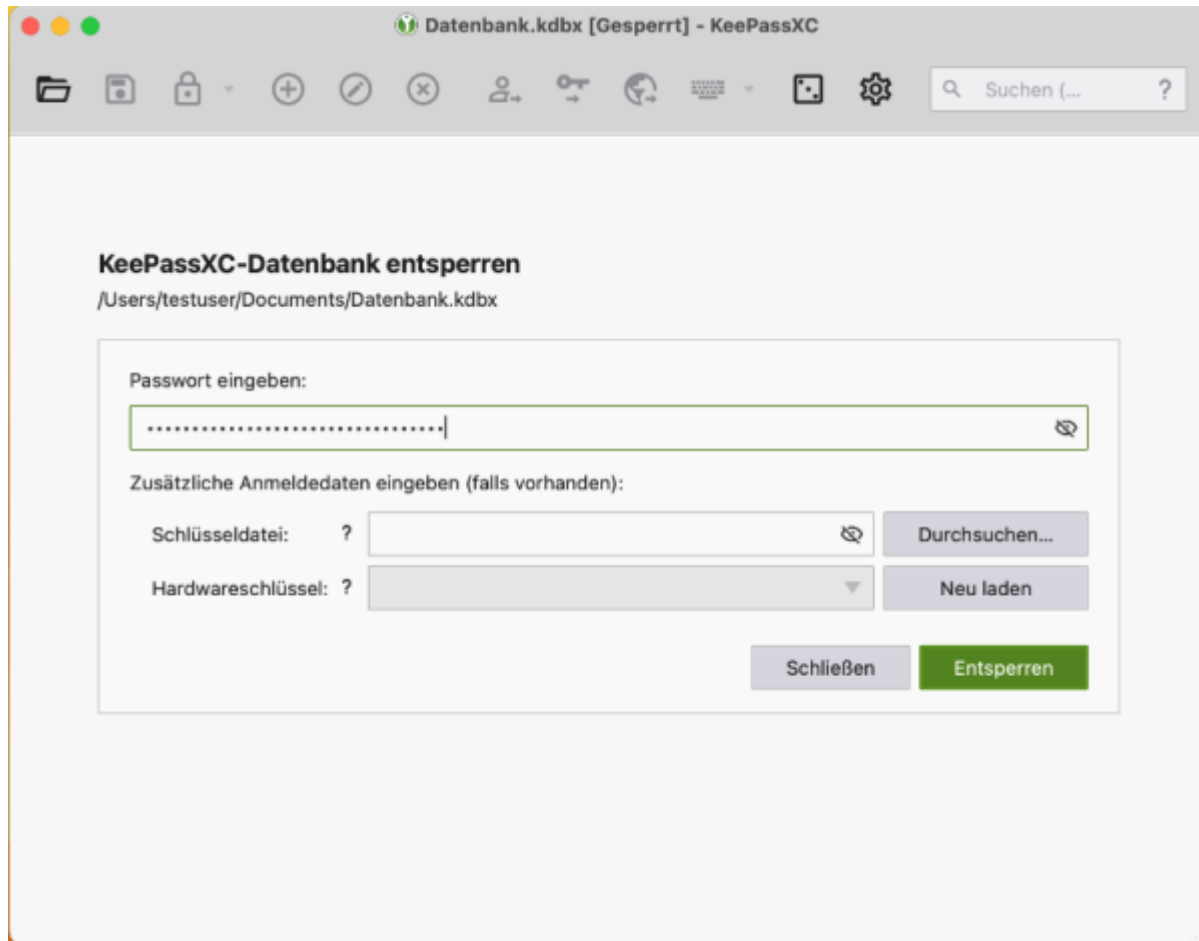 Datenbank.kdbx [Gesperrt] - KeePassXC
Suchen (... ?
KeePassXC-Datenbank entsperren
/Users/testuser/Documents/Datenbank.kdbx
Passwort eingeben:
Zusätzliche Anmeldedaten eingeben (falls vorhanden):
Schlüsseldatei: ? Durchsuchen...
Hardwareschlüssel: ? Neu laden
Schließen Entsperren